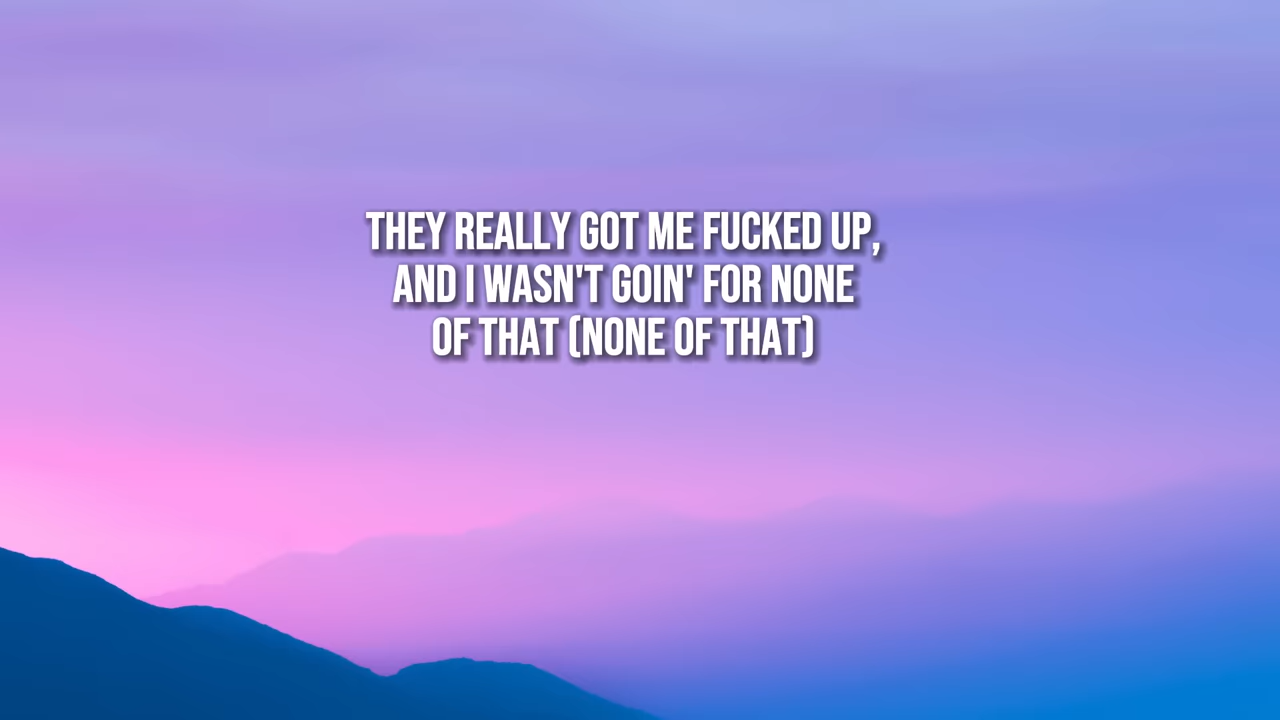 THEY REALLY GOT ME FUCKED UP,
AND I WASN'T GOIN' FOR NONE
OF THAT (NONE OF THAT)